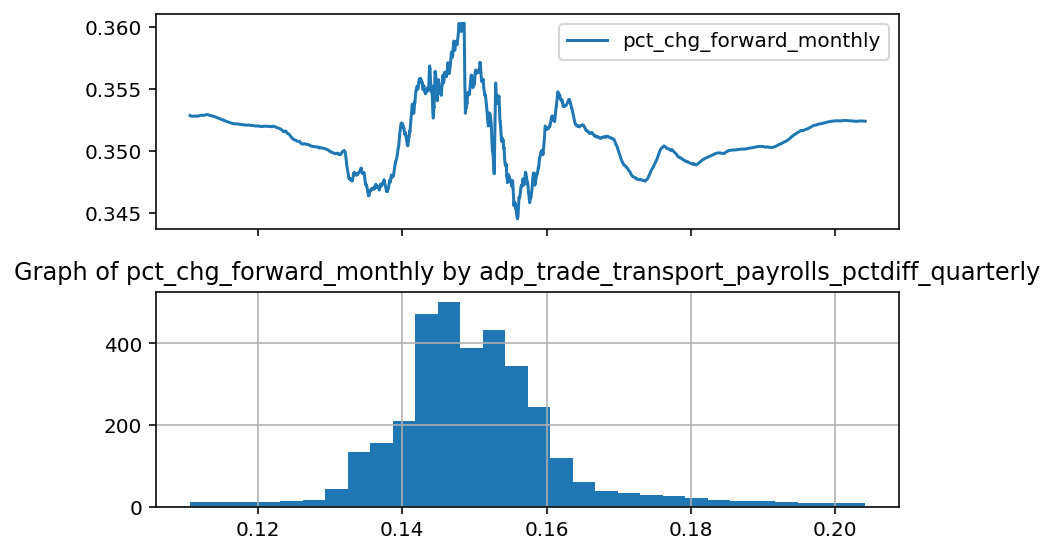 0.360
0.355
0.350
0.345
pct_chg_forward_monthly
Graph of pct_chg_forward_monthly by adp_trade_transport_payrolls_pctdiff_quarterly
400
200
0
0.12 0.14 0.16 0.18 0.20